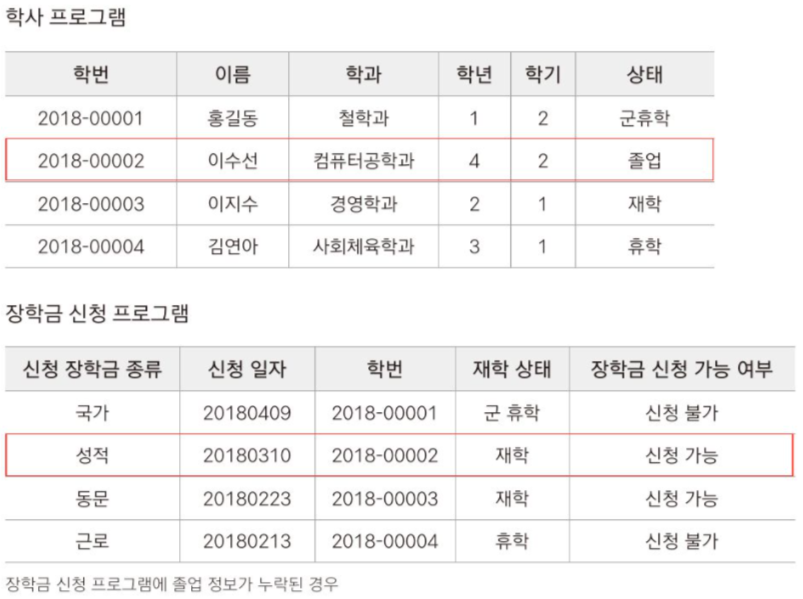 학사 프로그램
학번 이름 학과 학년 학기 상태
2018-00001 홍길동 철학과 1 2 군휴학
2018-00002 이수선 컴퓨터공학과 4 2 졸업
2018-00003 이지수 경영학과 2 1 재학
2018-00004 김연아 사회체육학과 3 1 휴학
장학금 신청 프로그램
신청 장학금 종류 신청 일자 학번 재학 상태 장학금 신청 가능 여부
국가 20180409 2018-00001 군 휴학 신청 불가
성적 20180310 2018-00002 재학 신청 가능
동문 20180223 2018-00003 재학 신청 가능
근로 20180213 2018-00004 휴학 신청 불가
장학금 신청 프로그램에 졸업 정보가 누락된 경우